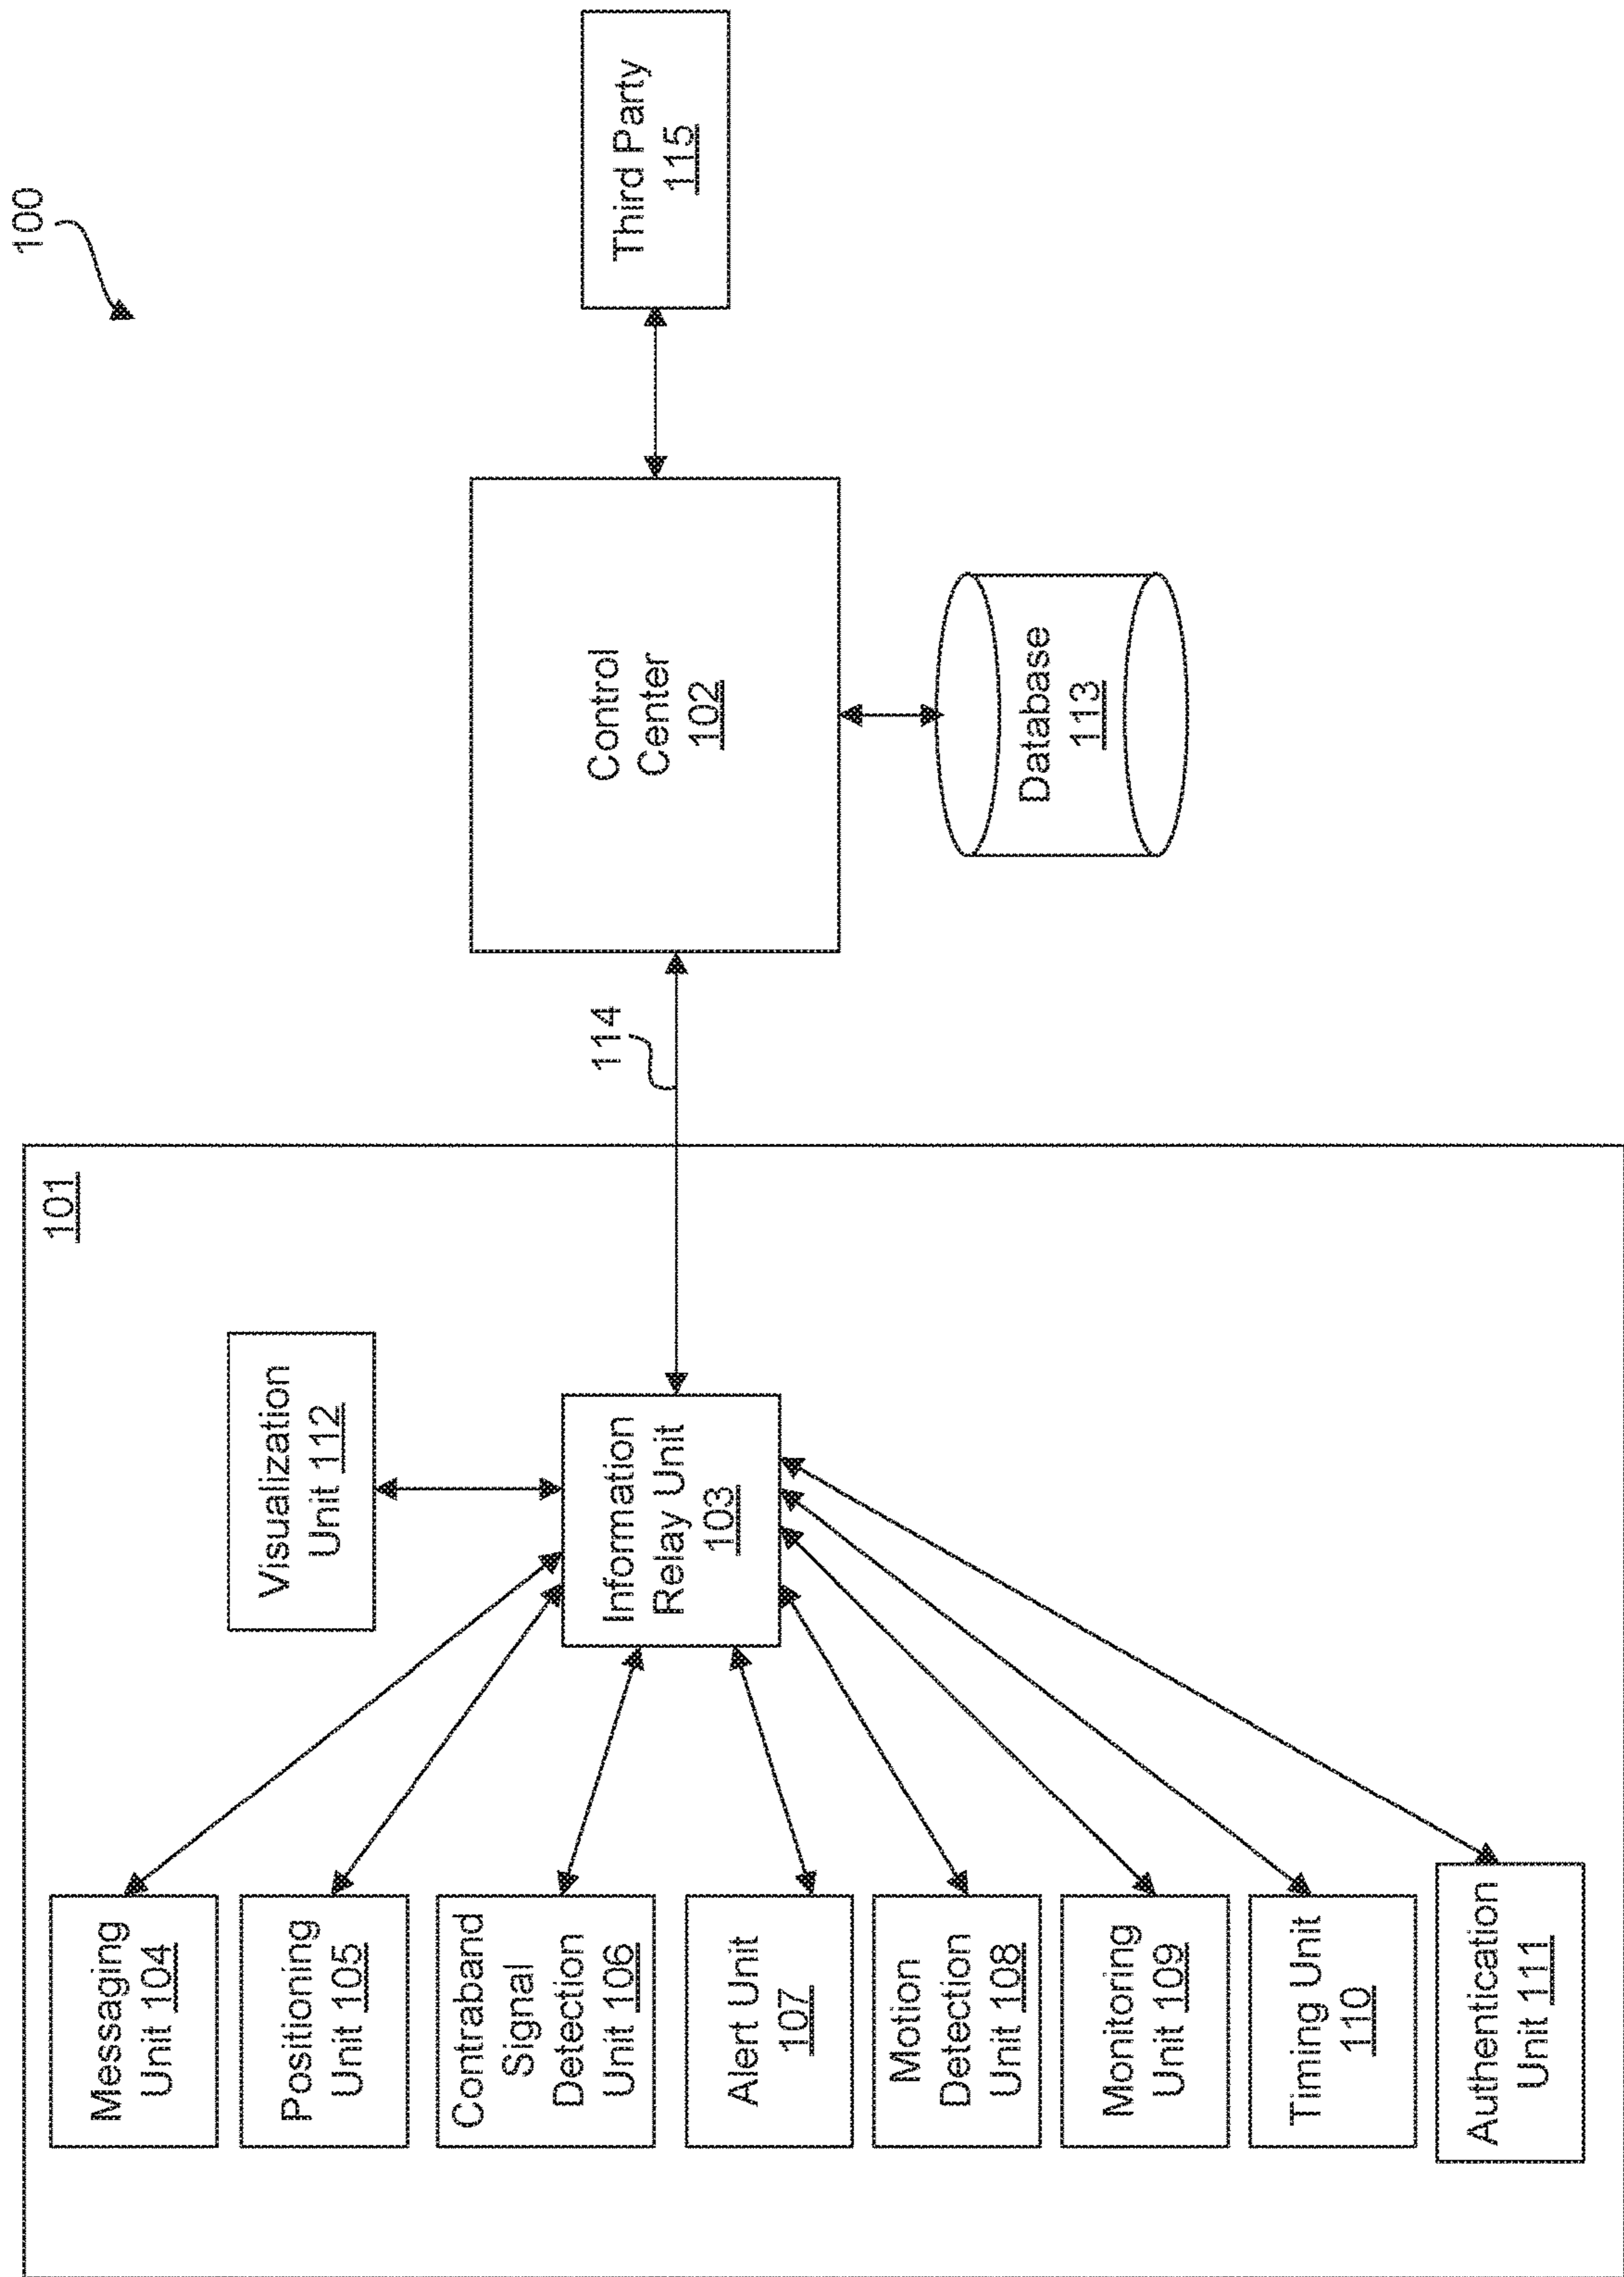 100
101
Messaging
Unit 104
Positioning
Unit 105
Contraband
Signal
Detection
Unit 106
Alert Unit
107
Motion
Detection
Unit 108
Monitoring
Unit 109
Timing Unit
110
Authentication
Unit 111
Visualization
Unit 112
Information
Relay Unit
103
114
Control
Center
102
Database
113
Third Party
115